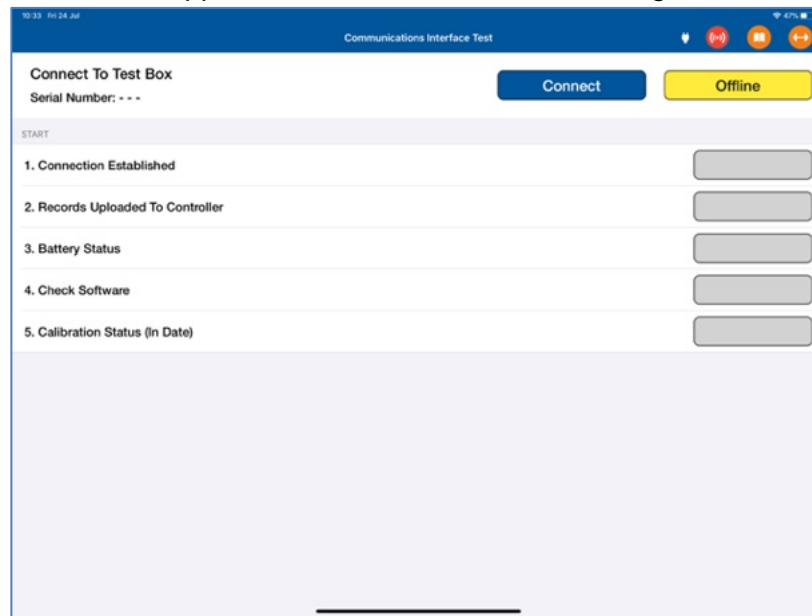 10:33 Fri 24 Jul
47%
Communications Interface Test
Connect To Test Box
Serial Number: - - -
Connect
Offline
START
1. Connection Established
2. Records Uploaded To Controller
3. Battery Status
4. Check Software
5. Calibration Status (In Date)